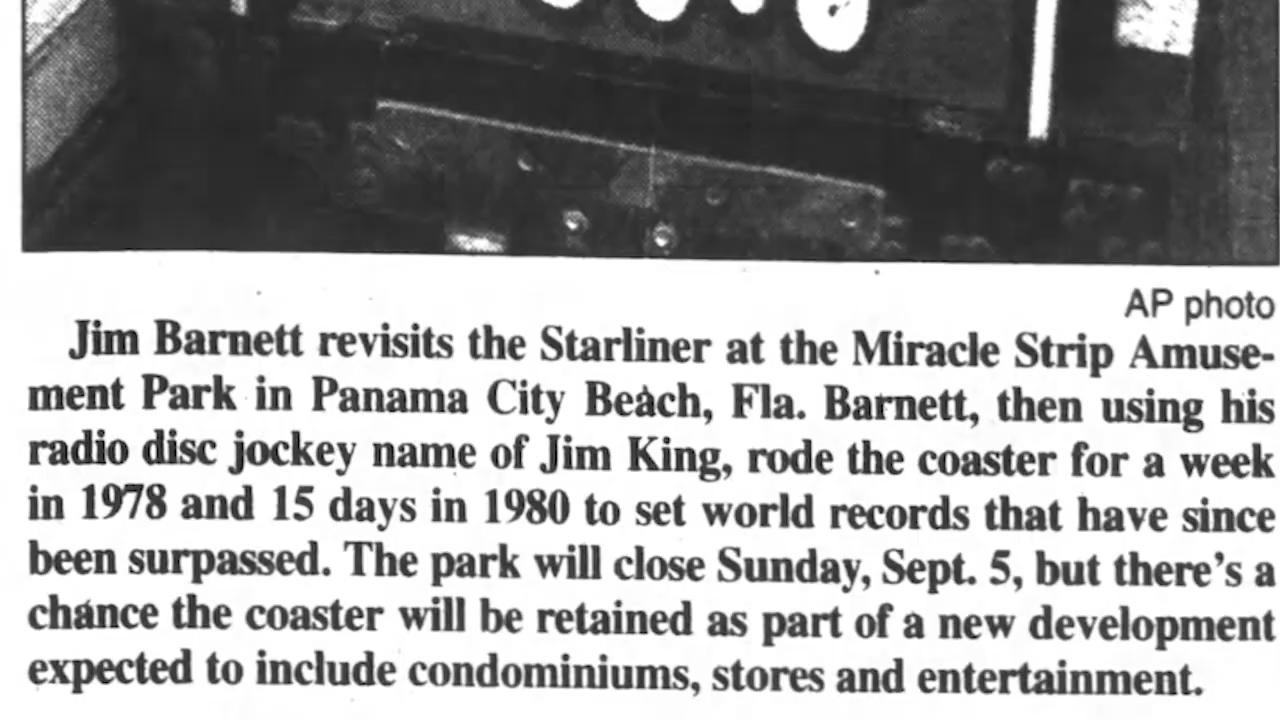 AP photo
Jim Barnett revisits the Starliner at the Miracle Strip Amuse-
ment Park in Panama City Beach, Fla. Barnett, then using his
radio disc jockey name of Jim King, rode the coaster for a week
in 1978 and 15 days in 1980 to set world records that have since
been surpassed. The park will close Sunday, Sept. 5, but there's a
chance the coaster will be retained as part of a new development
expected to include condominiums, stores and entertainment.